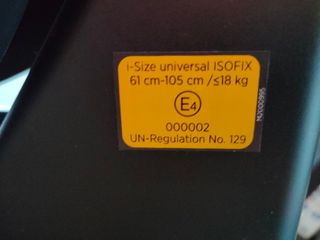 i-Size universal ISOFIX
61 cm-105 cm /≤18 kg
E4
000002
UN-Regulation No. 129